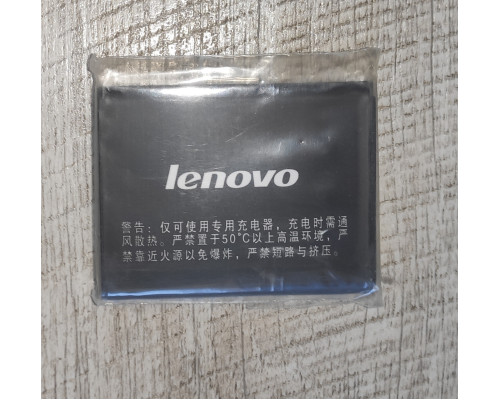 lenovo
警告：仅可使用专用充电器，充电时需通
风散热。严禁置于50°C以上高温环境，严
禁靠近火源以免爆炸，严禁短路与挤压。